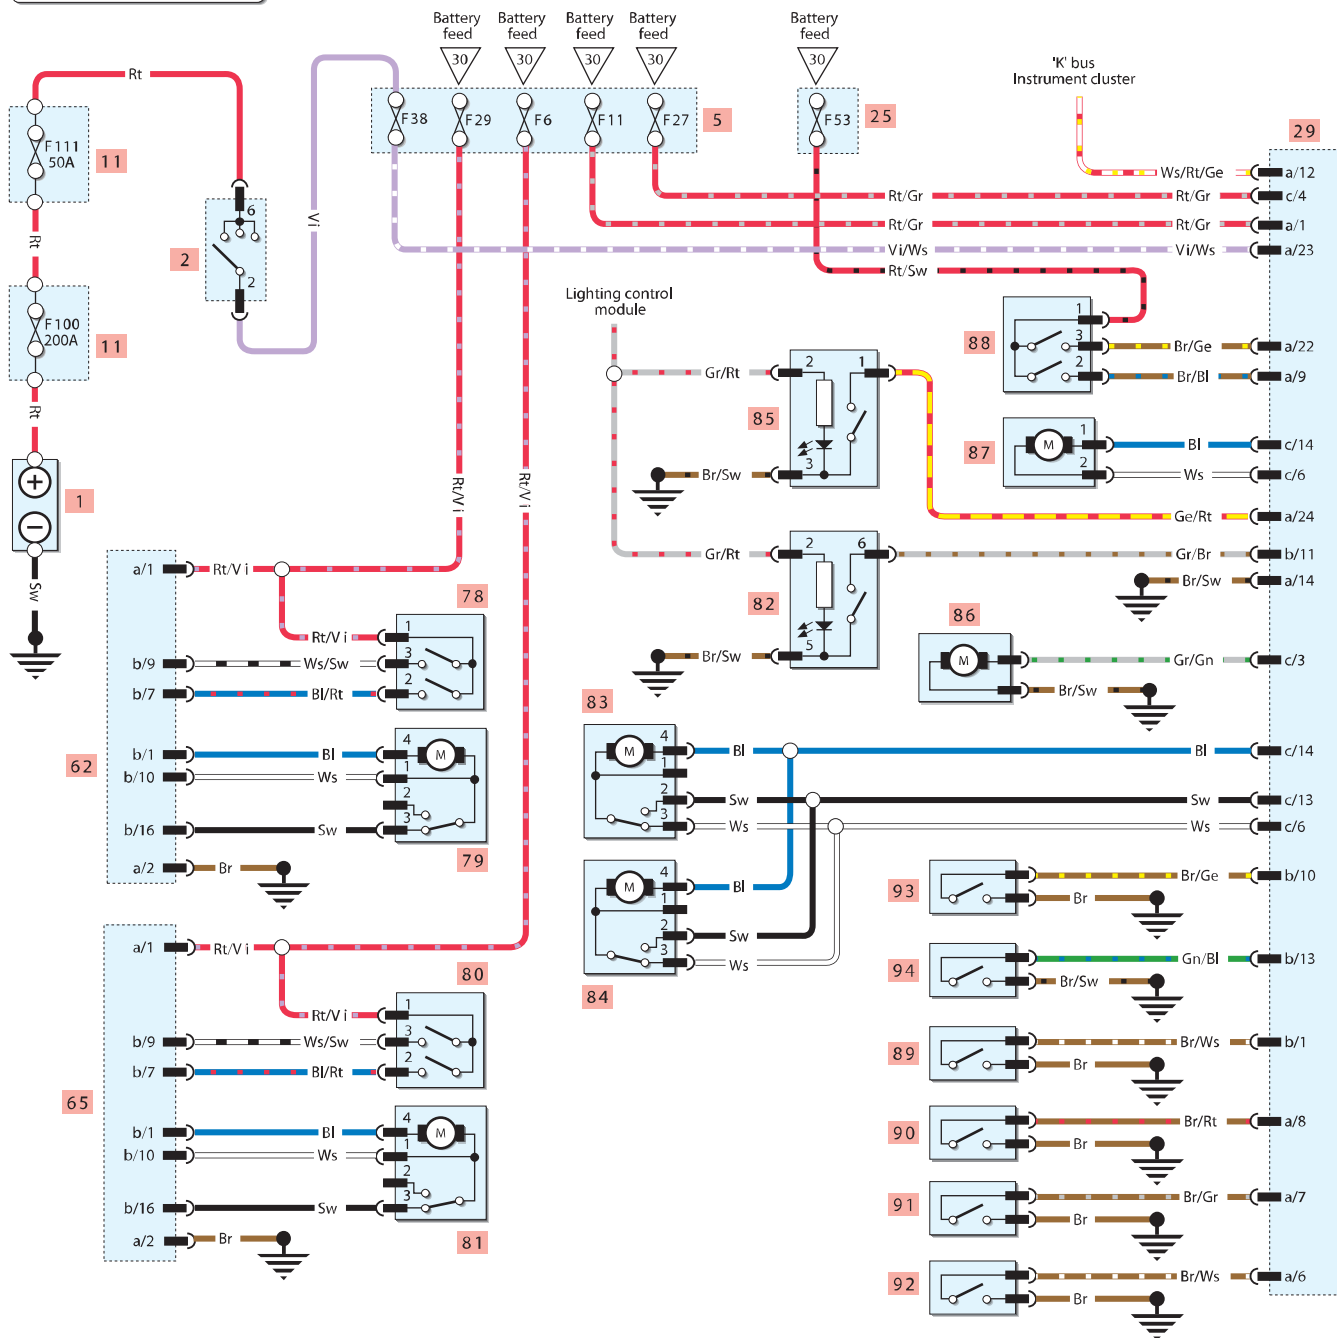 Battery feed
Battery feed
Battery feed
Battery feed
Battery feed
30
30
30
30
30
'K' bus
Instrument cluster
Rt
F111
50A
11
F38
F29
F6
F11
F27
5
F53
25
29
Ws/Rt/Ge
a/12
Rt/Gr
Rt/Gr
c/4
Rt/Gr
Rt/Gr
a/1
Vi/Ws
Vi/Ws
a/23
Rt/Sw
Rt
Vi
6
2
2
F100
200A
11
Rt
Lighting control
module
88
1
3
2
Br/Ge
a/22
Br/Bl
a/9
Gr/Rt
2
1
85
3
Br/Sw
87
M
1
2
Bl
c/14
Ws
c/6
Ge/Rt
a/24
+
−
1
Sw
Rt/Vi
Rt/Vi
Gr/Rt
2
6
82
5
Br/Sw
Gr/Br
b/11
Br/Sw
a/14
86
M
Gr/Gn
c/3
Br/Sw
a/1
Rt/Vi
78
Rt/Vi
1
b/9
Ws/Sw
3
b/7
Bl/Rt
2
62
b/1
Bl
4
M
b/10
Ws
1
2
b/16
Sw
3
79
a/2
Br
83
M
4
1
2
3
Bl
Bl
c/14
Sw
Sw
c/13
Ws
Ws
c/6
84
M
4
1
2
3
Bl
Sw
Ws
93
Br/Ge
b/10
Br
94
Gn/Bl
b/13
Br/Sw
a/1
Rt/Vi
80
Rt/Vi
1
b/9
Ws/Sw
3
b/7
Bl/Rt
2
65
b/1
Bl
4
M
b/10
Ws
1
2
b/16
Sw
3
81
a/2
Br
89
Br/Ws
b/1
Br
90
Br/Rt
a/8
Br
91
Br/Gr
a/7
Br
92
Br/Ws
a/6
Br